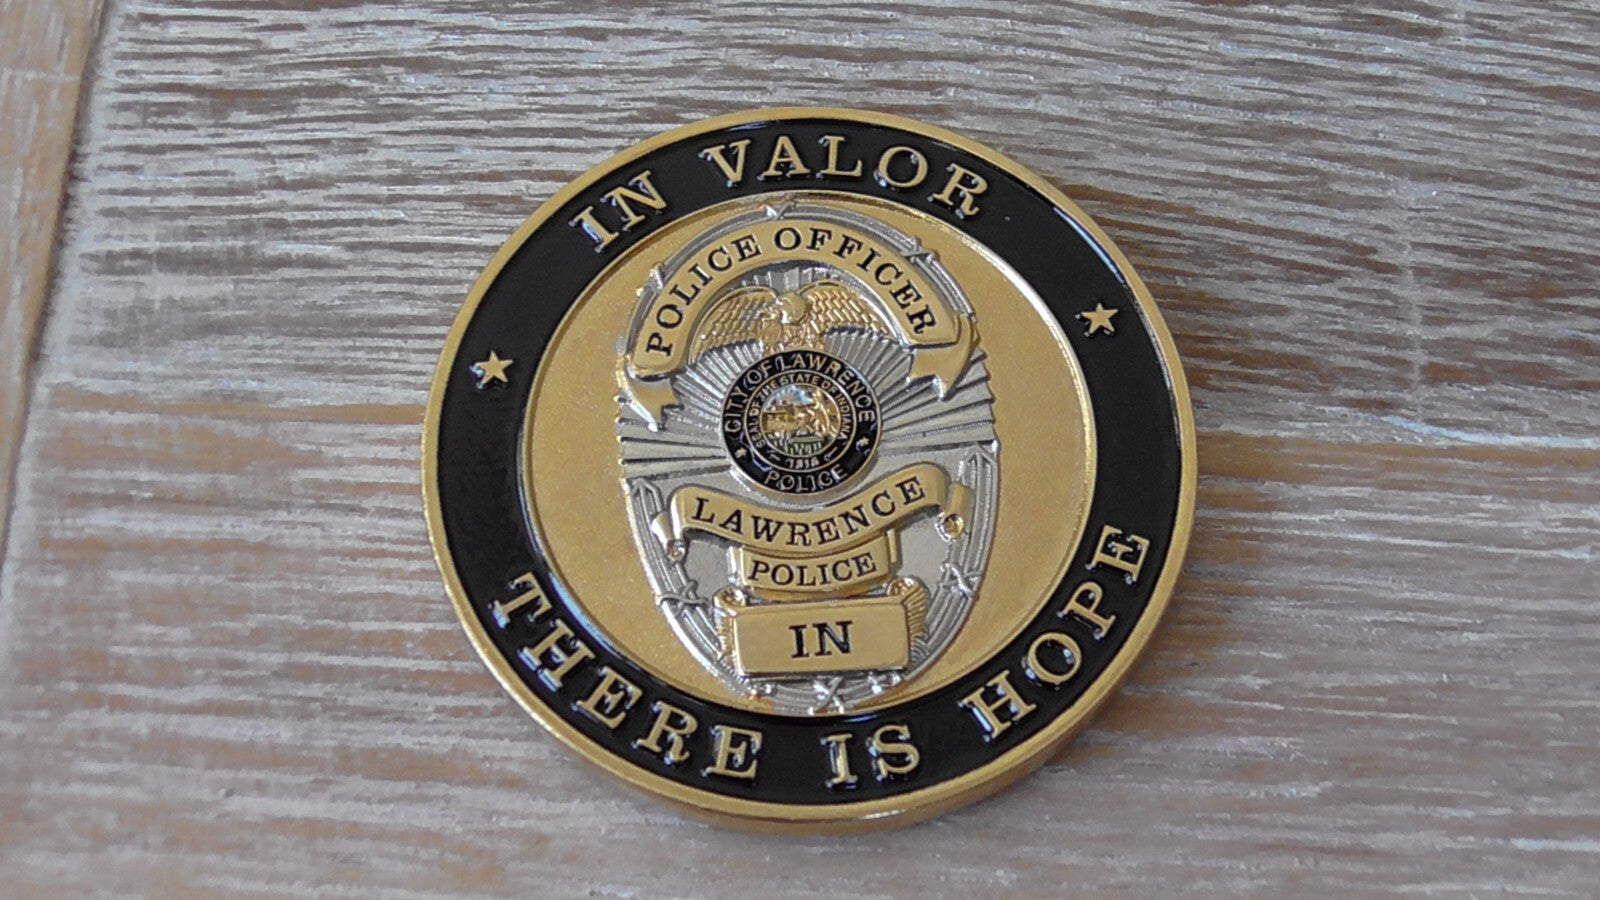 IN VALOR
POLICE OFFICER
CITY OF LAWRENCE
SEAL OF THE STATE OF INDIANA
1816
POLICE
LAWRENCE
POLICE
IN
THERE IS HOPE